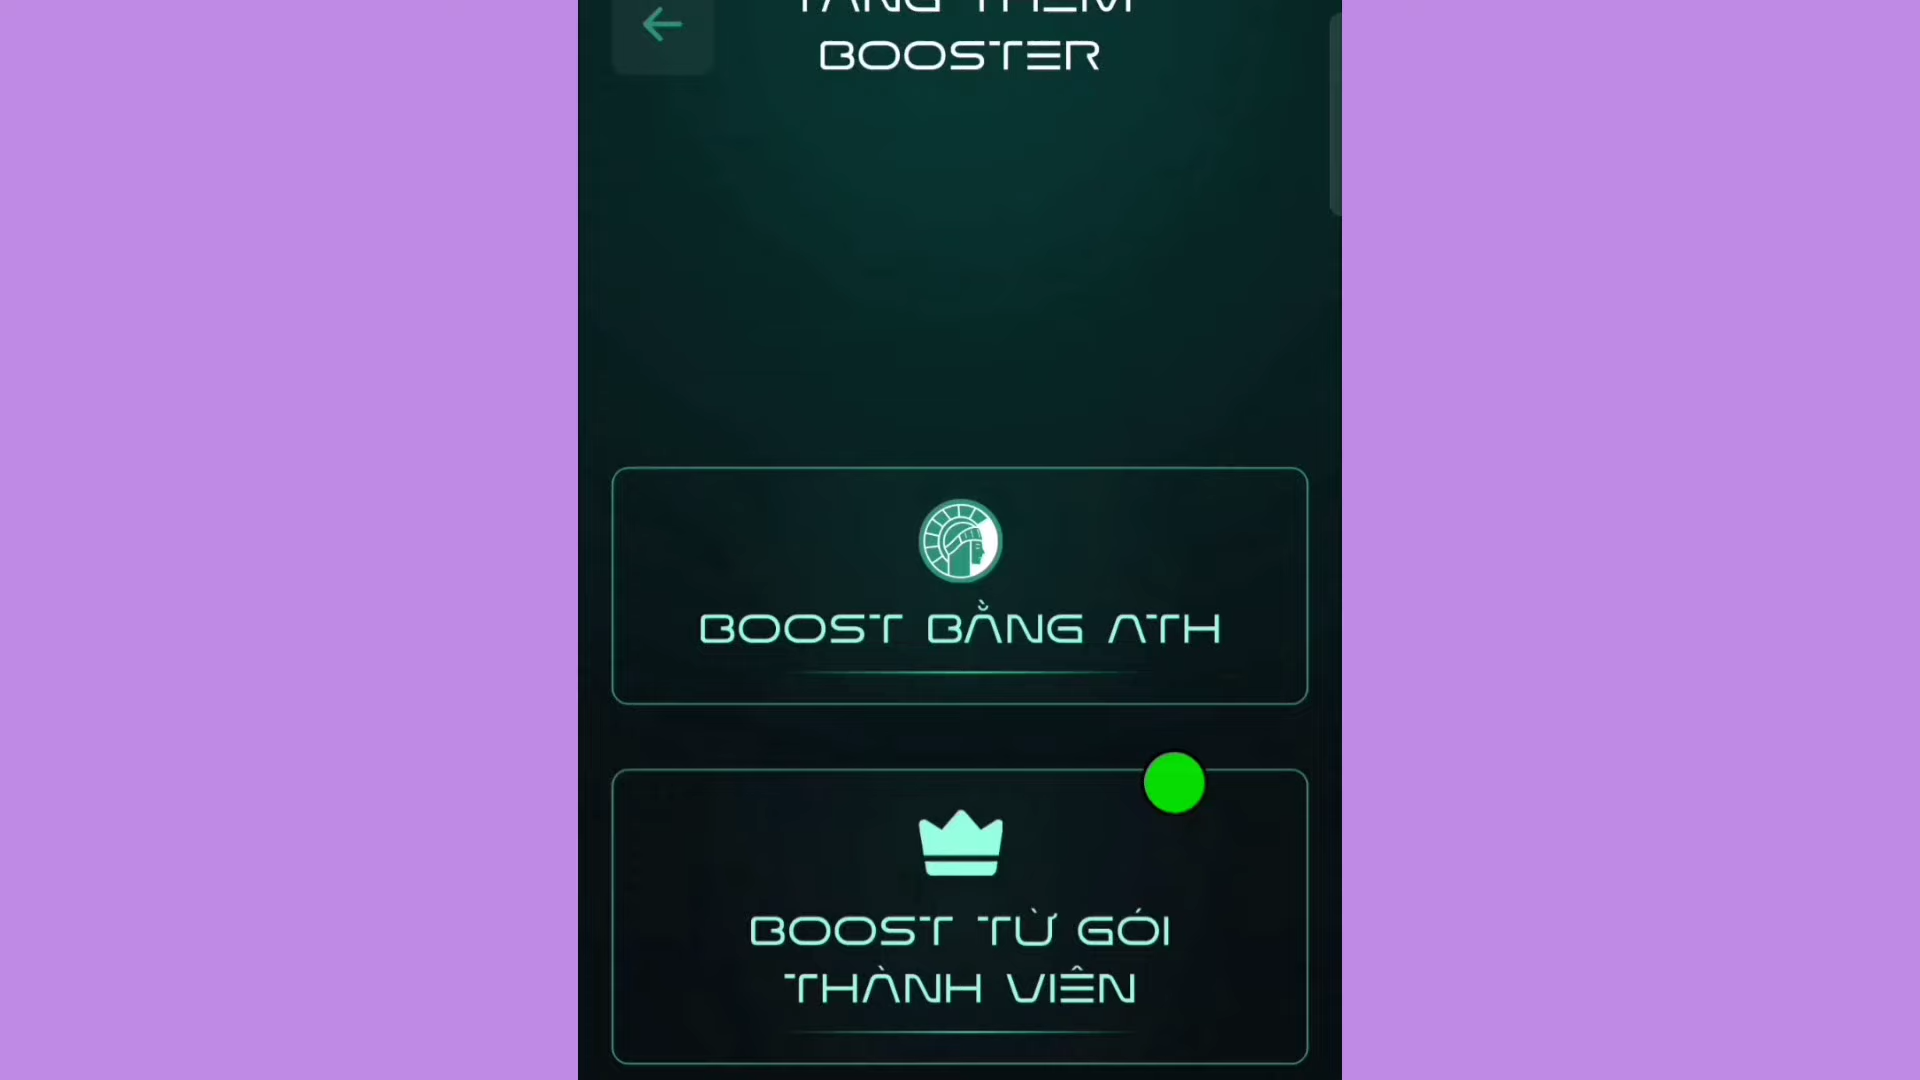 BOOSTER
BOOST BẰNG ATH
BOOST TỪ GÓI
THÀNH VIÊN